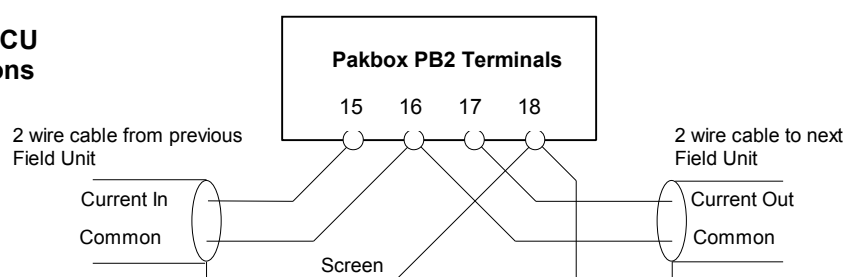 CU
ons
Pakbox PB2 Terminals
15 16 17 18
2 wire cable from previous
Field Unit
2 wire cable to next
Field Unit
Current In
Current Out
Common
Common
Screen